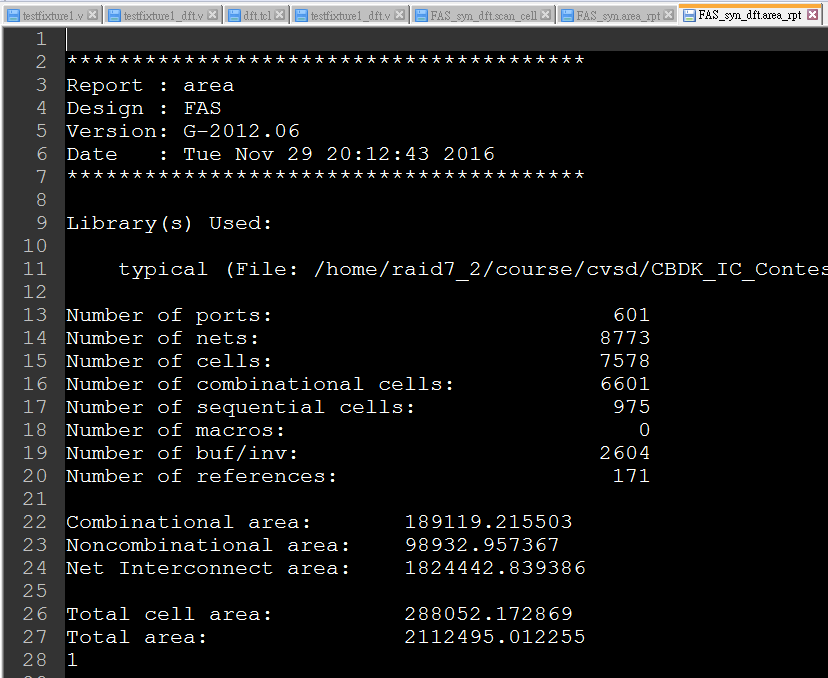 testfixture1.v testfixture1_dft.v dft.tcl testfixture1_dft.v FAS_syn_dft.scan_cell FAS_syn.area_rpt FAS_syn_dft.area_rpt
1
2 ****************************************
3 Report : area
4 Design : FAS
5 Version: G-2012.06
6 Date   : Tue Nov 29 20:12:43 2016
7 ****************************************
8
9 Library(s) Used:
10
11     typical (File: /home/raid7_2/course/cvsd/CBDK_IC_Contes
12
13 Number of ports:                          601
14 Number of nets:                          8773
15 Number of cells:                         7578
16 Number of combinational cells:           6601
17 Number of sequential cells:               975
18 Number of macros:                           0
19 Number of buf/inv:                       2604
20 Number of references:                     171
21
22 Combinational area:       189119.215503
23 Noncombinational area:    98932.957367
24 Net Interconnect area:    1824442.839386
25
26 Total cell area:          288052.172869
27 Total area:               2112495.012255
28 1